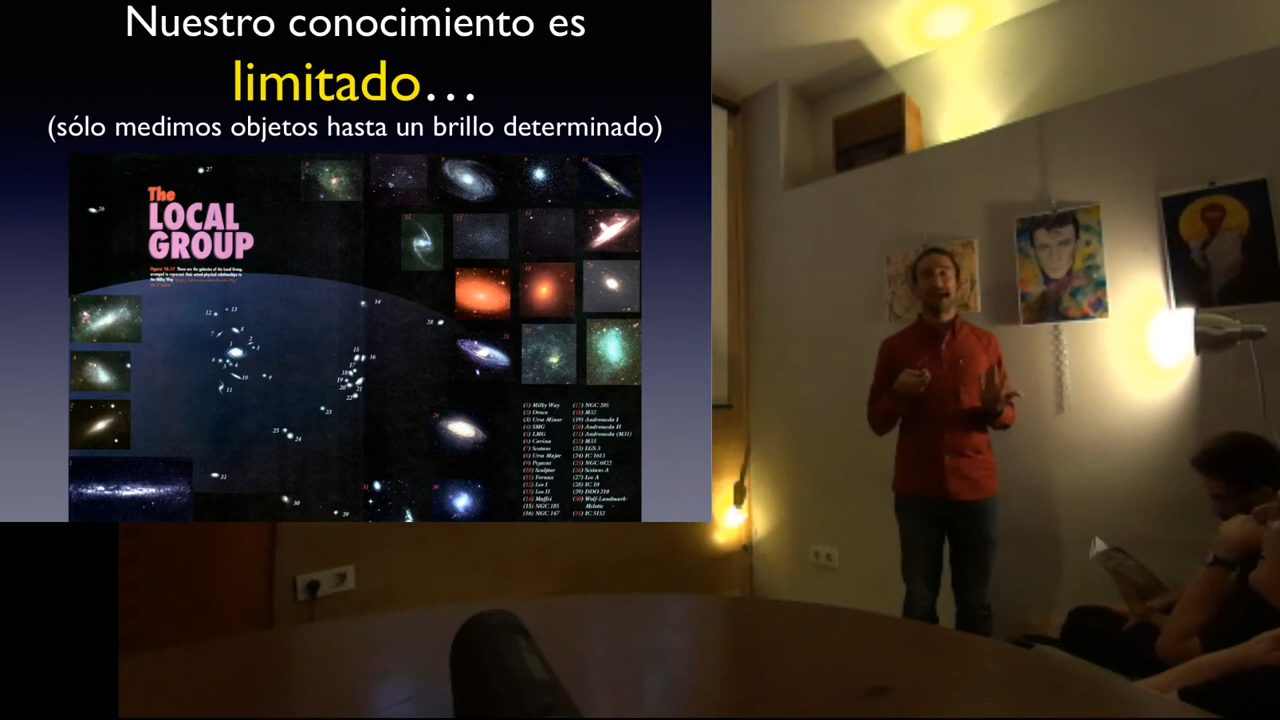 Nuestro conocimiento es
limitado...
(sólo medimos objetos hasta un brillo determinado)
The
LOCAL
GROUP
(1) Milky Way
(2) Draco
(3) Ursa Minor
(4) SMG
(5) LMG
(6) Carina
(7) Sextans
(8) Ursa Major
(9) Pegasus
(10) Sculptor
(11) Fornax
(12) Leo I
(13) Leo II
(14) Maffei
(15) NGC 185
(16) NGC 147
(17) NGC 205
(18) M32
(19) Andromeda I
(20) Andromeda II
(21) Andromeda (M31)
(22) M33
(23) LGS 3
(24) IC 1613
(25) NGC 6822
(26) Sextans A
(27) Leo A
(28) IC 10
(29) DDO 210
(30) Wolf-Lundmark-
Melotte
(31) IC 5152